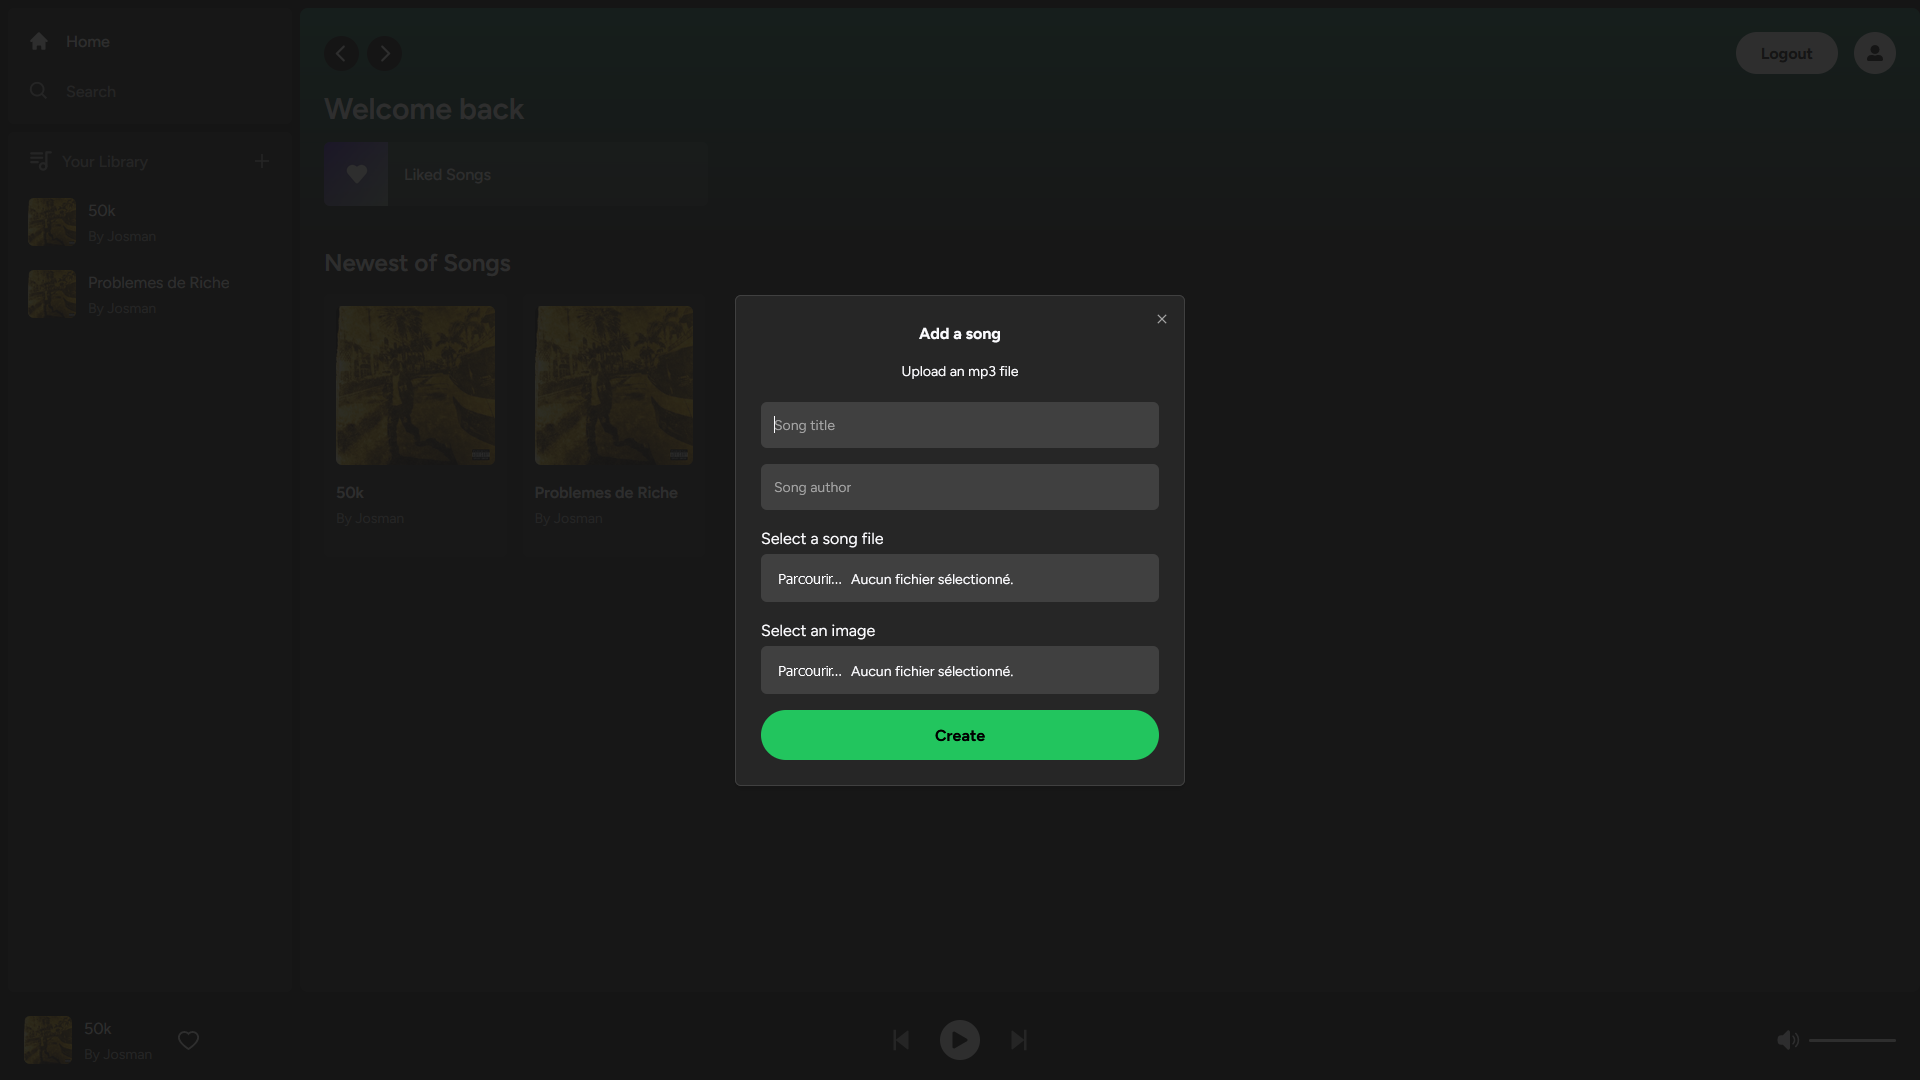 Home
Search
Your Library
50k
By Josman
Problemes de Riche
By Josman
Logout
Welcome back
Liked Songs
Newest of Songs
50k
By Josman
Problemes de Riche
By Josman
Add a song
Upload an mp3 file
Song title
Song author
Select a song file
Parcourir... Aucun fichier sélectionné.
Select an image
Parcourir... Aucun fichier sélectionné.
Create
50k
By Josman